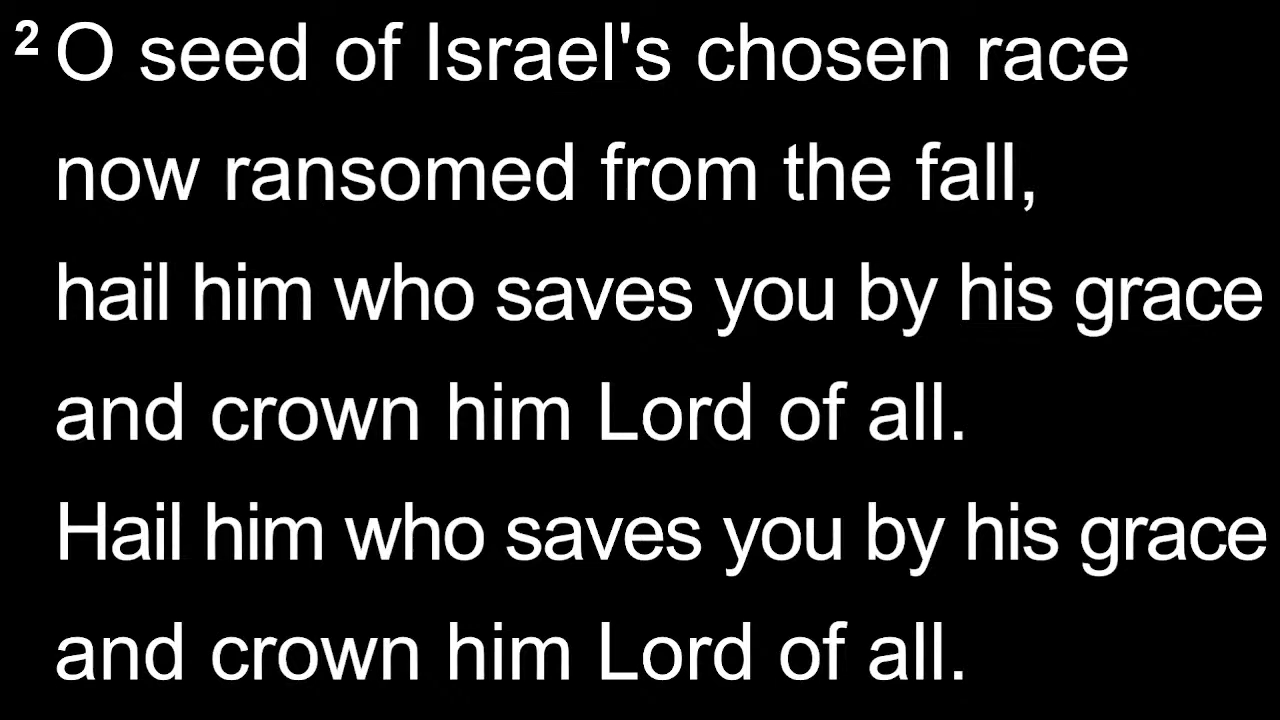 2 O seed of Israel's chosen race
now ransomed from the fall,
hail him who saves you by his grace
and crown him Lord of all.
Hail him who saves you by his grace
and crown him Lord of all.